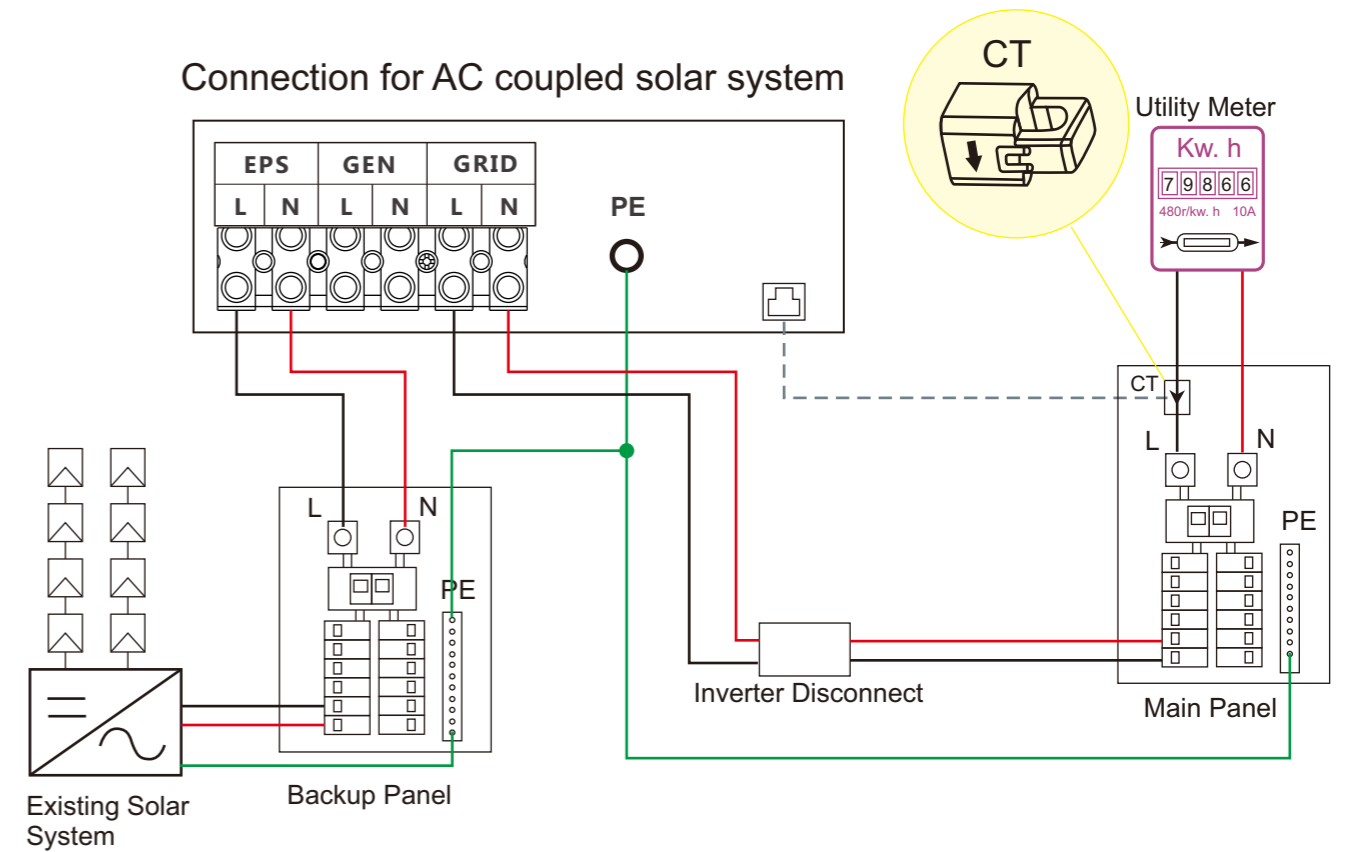 Connection for AC coupled solar system
CT
Utility Meter
Kw. h
79866
480r/kw. h 10A
EPS GEN GRID
L N L N L N
PE
CT
L N
PE
Main Panel
L N
PE
Inverter Disconnect
Backup Panel
Existing Solar
System